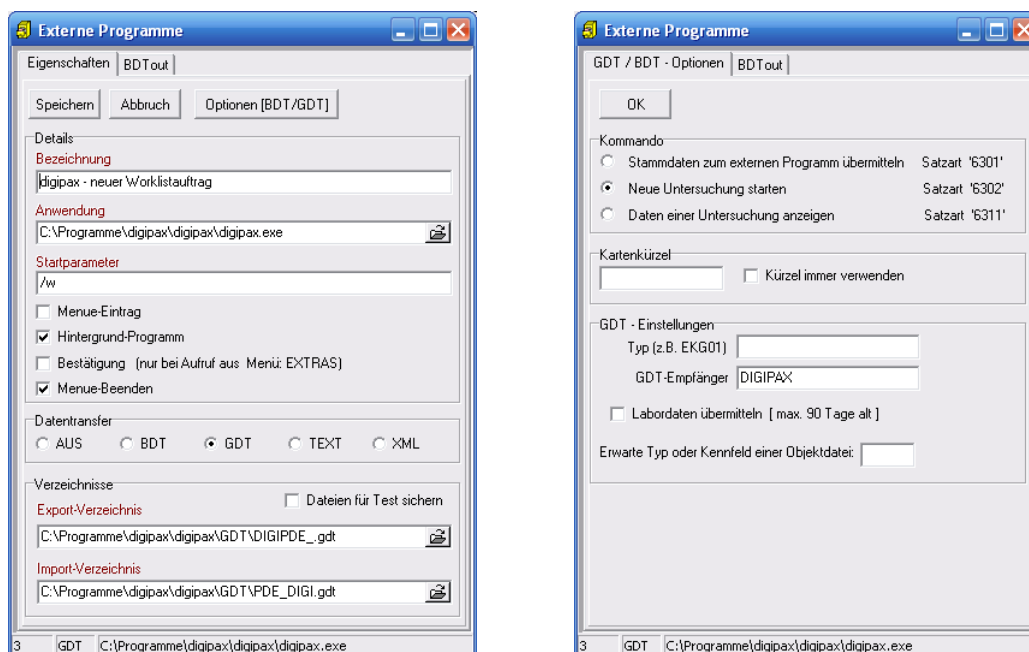 Externe Programme
Eigenschaften
BDTout
Speichern
Abbruch
Optionen [BDT/GDT]
Details
Bezeichnung
digipax - neuer Worklistauftrag
Anwendung
C:\Programme\digipax\digipax\digipax.exe
Startparameter
/w
Menue-Eintrag
Hintergrund-Programm
Bestätigung (nur bei Aufruf aus Menü: EXTRAS)
Menue-Beenden
Datentransfer
AUS
BDT
GDT
TEXT
XML
Verzeichnisse
Dateien für Test sichern
Export-Verzeichnis
C:\Programme\digipax\digipax\GDT\DIGIPDE_.gdt
Import-Verzeichnis
C:\Programme\digipax\digipax\GDT\PDE_DIGI.gdt
3
GDT
C:\Programme\digipax\digipax\digipax.exe
Externe Programme
GDT / BDT - Optionen
BDTout
OK
Kommando
Stammdaten zum externen Programm übermitteln Satzart '6301'
Neue Untersuchung starten Satzart '6302'
Daten einer Untersuchung anzeigen Satzart '6311'
Kartenkürzel
Kürzel immer verwenden
GDT - Einstellungen
Typ (z.B. EKG01)
GDT-Empfänger DIGIPAX
Labordaten übermitteln [ max. 90 Tage alt ]
Erwarte Typ oder Kennfeld einer Objektdatei:
3
GDT
C:\Programme\digipax\digipax\digipax.exe